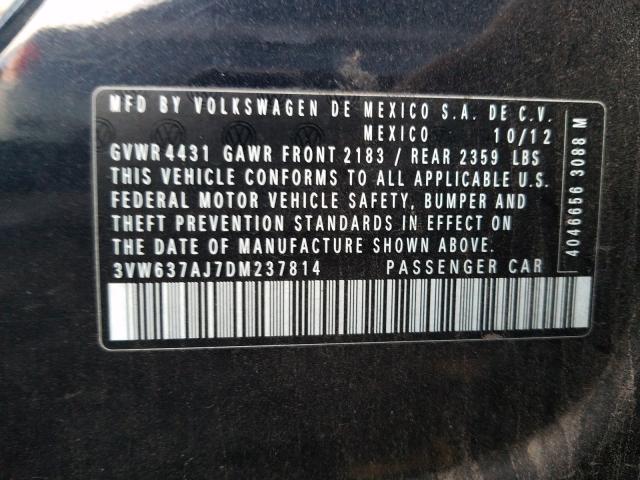 MFD BY VOLKSWAGEN DE MEXICO S.A. DE C.V.
MEXICO 10/12
GVWR 4431 GAWR FRONT 2183 / REAR 2359 LBS
THIS VEHICLE CONFORMS TO ALL APPLICABLE U.S.
FEDERAL MOTOR VEHICLE SAFETY, BUMPER AND
THEFT PREVENTION STANDARDS IN EFFECT ON
THE DATE OF MANUFACTURE SHOWN ABOVE.
3VW637AJ7DM237814 PASSENGER CAR
4046656 3088 M